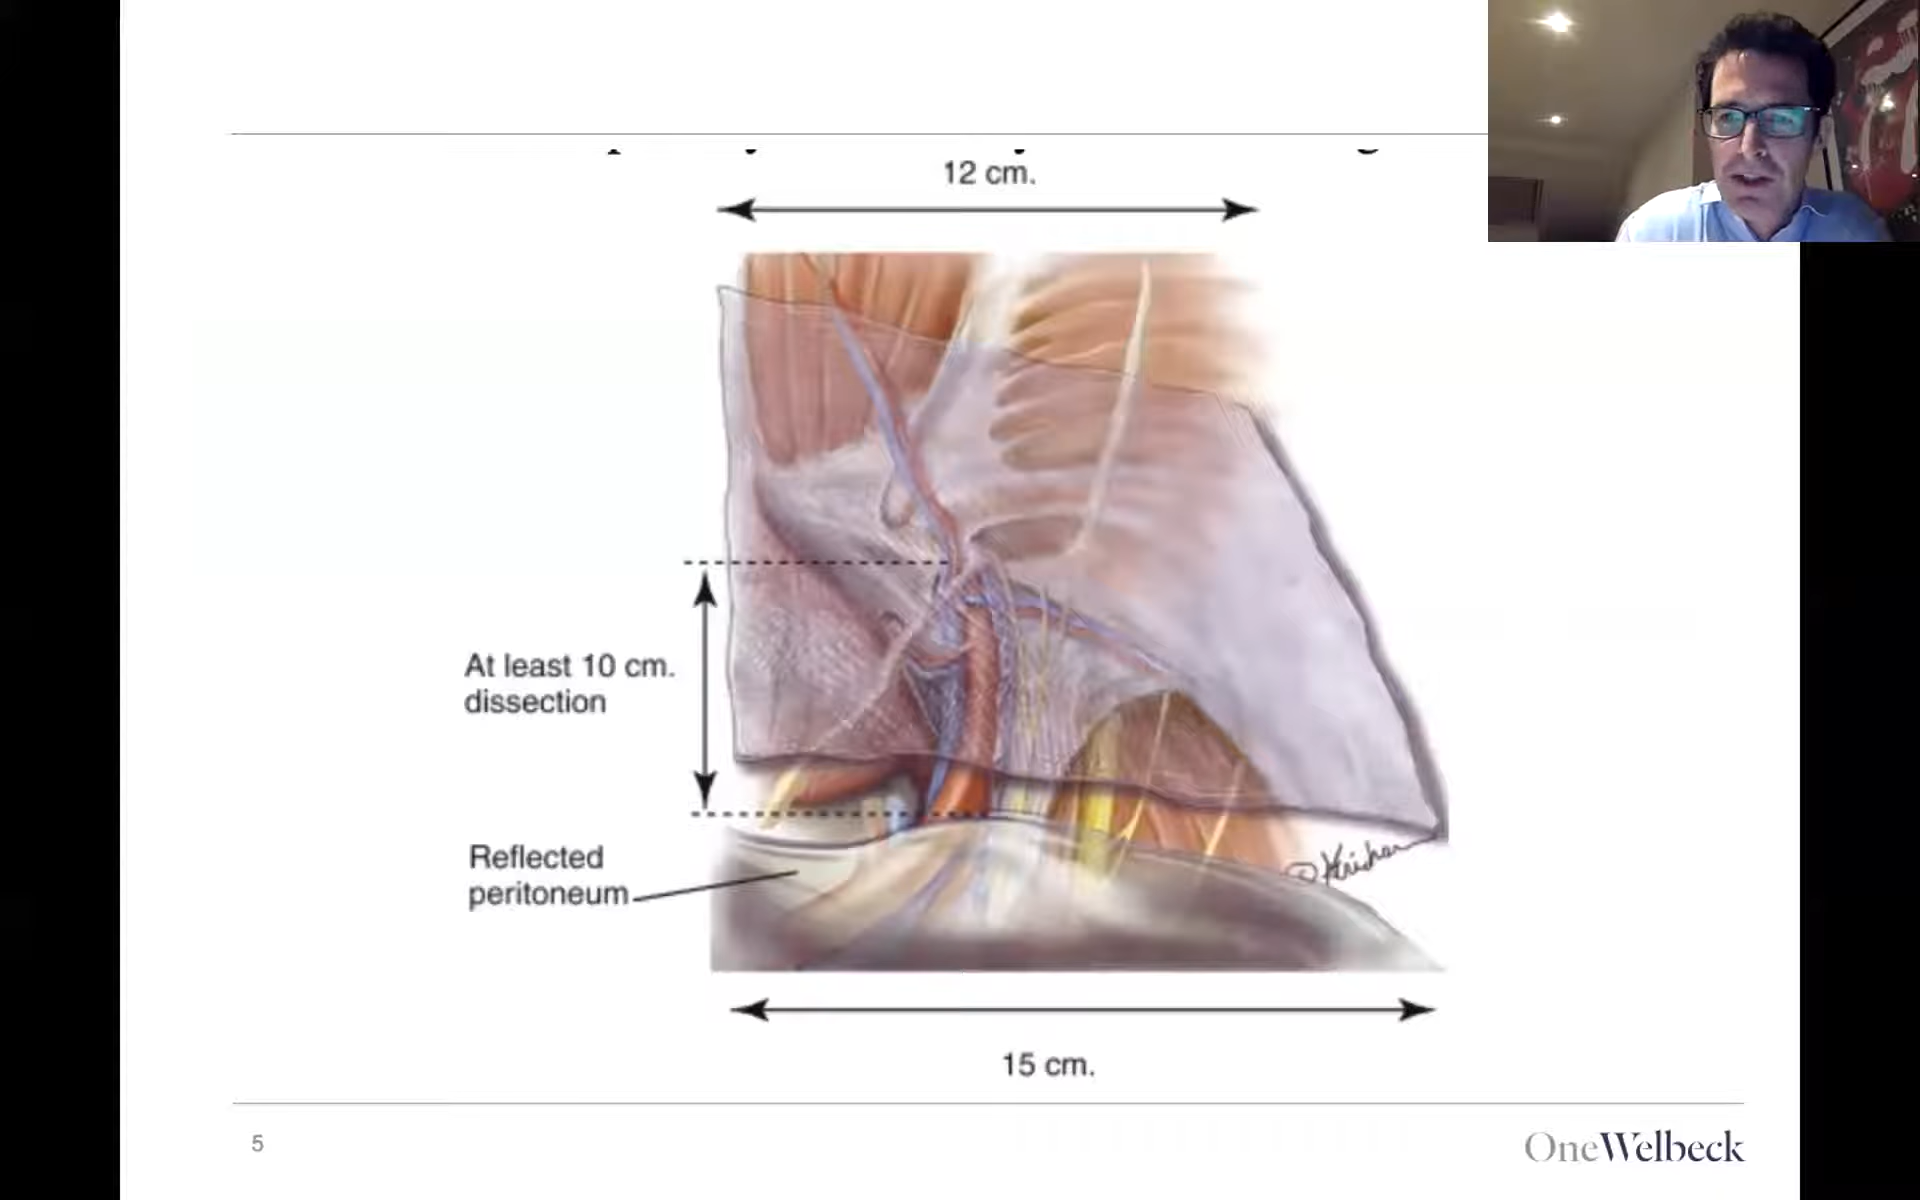 12 cm.
At least 10 cm.
dissection
Reflected
peritoneum
15 cm.
5
OneWelbeck